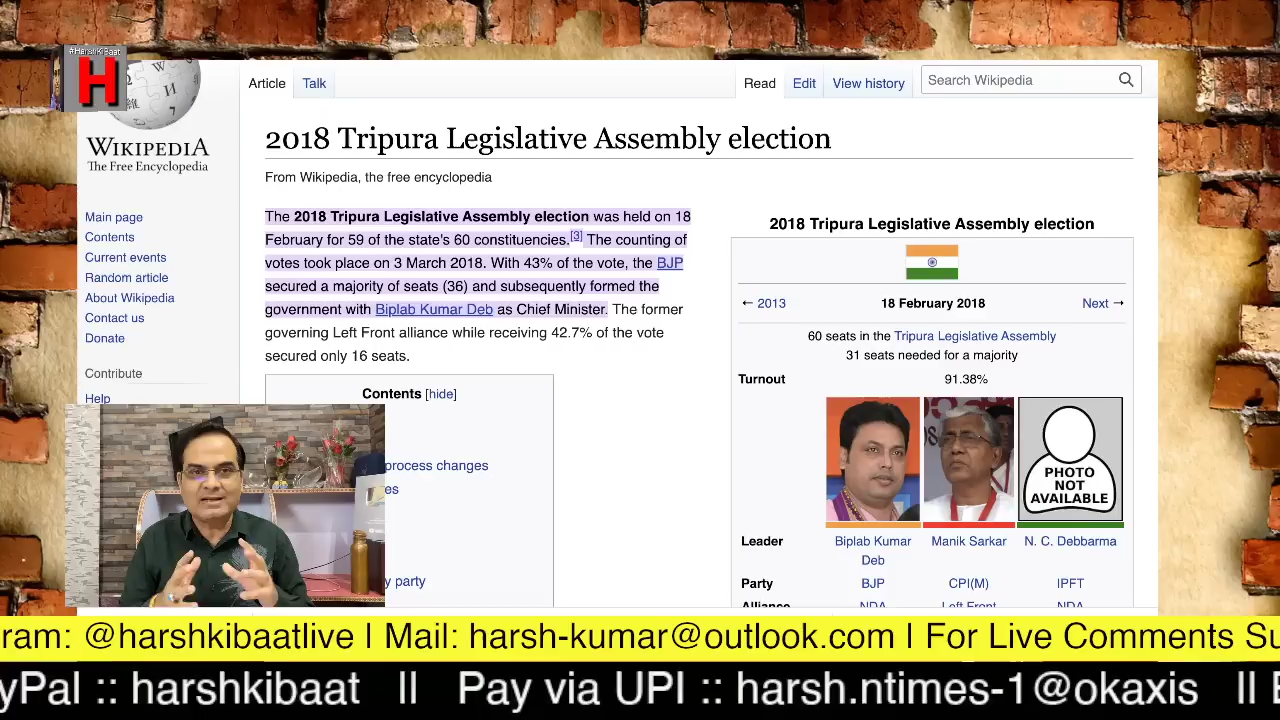 #HarshKiBaat
H
WIKIPEDIA
The Free Encyclopedia
Main page
Contents
Current events
Random article
About Wikipedia
Contact us
Donate
Contribute
Help
Article Talk
Read Edit View history
Search Wikipedia
2018 Tripura Legislative Assembly election
From Wikipedia, the free encyclopedia
The 2018 Tripura Legislative Assembly election was held on 18
February for 59 of the state's 60 constituencies.[3] The counting of
votes took place on 3 March 2018. With 43% of the vote, the BJP
secured a majority of seats (36) and subsequently formed the
government with Biplab Kumar Deb as Chief Minister. The former
governing Left Front alliance while receiving 42.7% of the vote
secured only 16 seats.
Contents [hide]
process changes
es
y party
2018 Tripura Legislative Assembly election
← 2013 18 February 2018 Next →
60 seats in the Tripura Legislative Assembly
31 seats needed for a majority
Turnout 91.38%
PHOTO
NOT
AVAILABLE
Leader Biplab Kumar Deb Manik Sarkar N. C. Debbarma
Party BJP CPI(M) IPFT
Alliance NDA Left Front NDA
ram: @harshkibaatlive I Mail: harsh-kumar@outlook.com I For Live Comments Su
yPal :: harshkibaat II Pay via UPI :: harsh.ntimes-1@okaxis II E